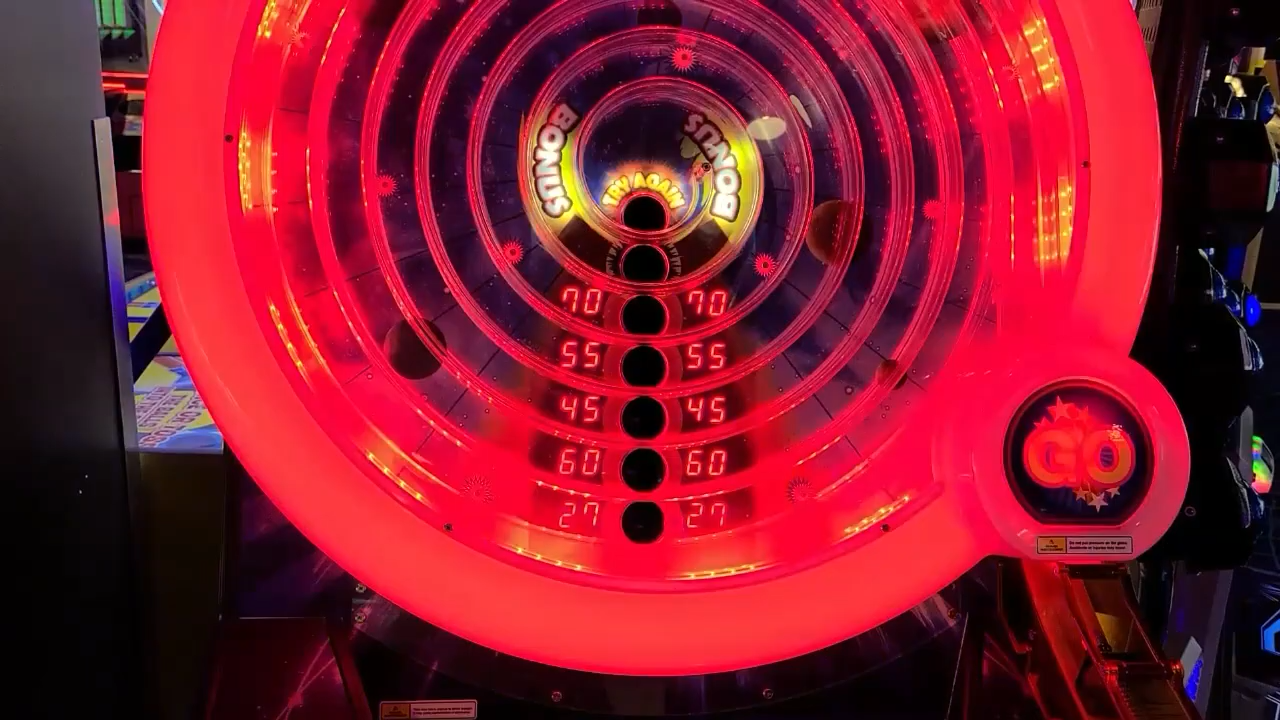 BONUS BONUS
TRY AGAIN
70 70
55 55
45 45
60 60
27 27
GO